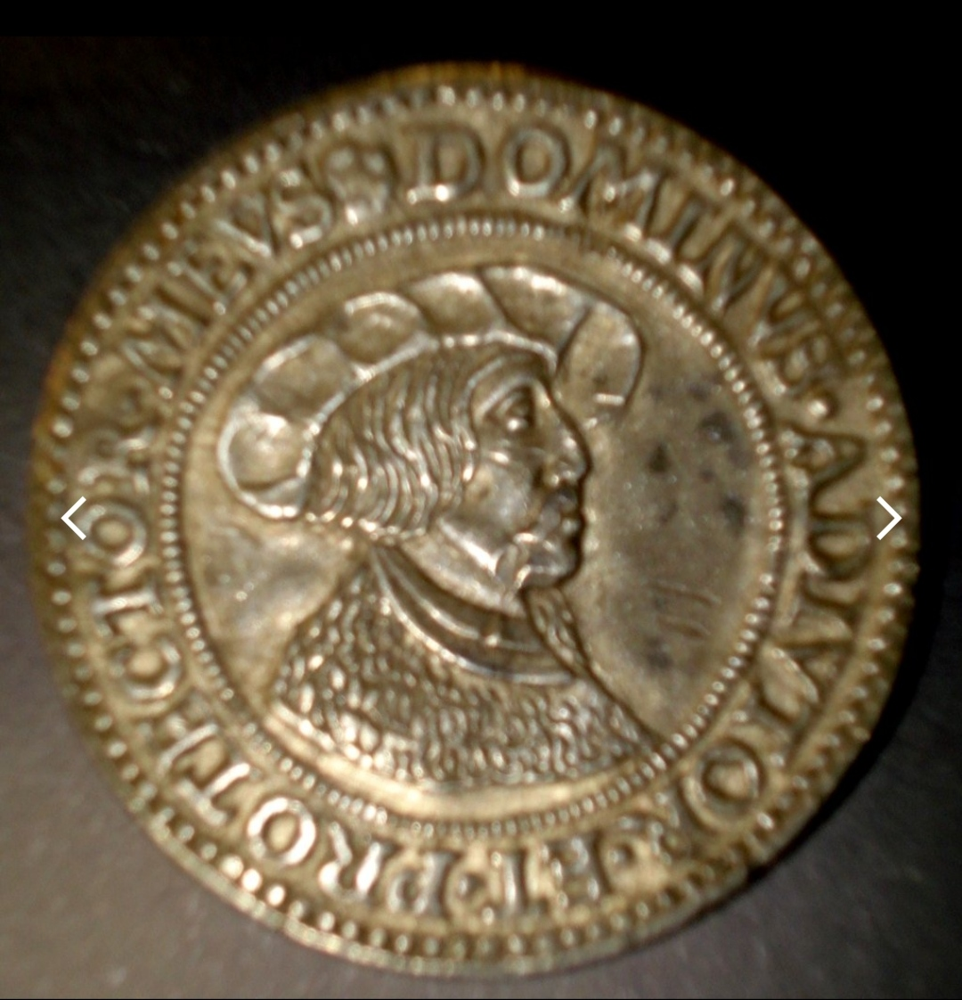 DOMINVS · ADIVTOR · ET · PROTECTOR · MEVS